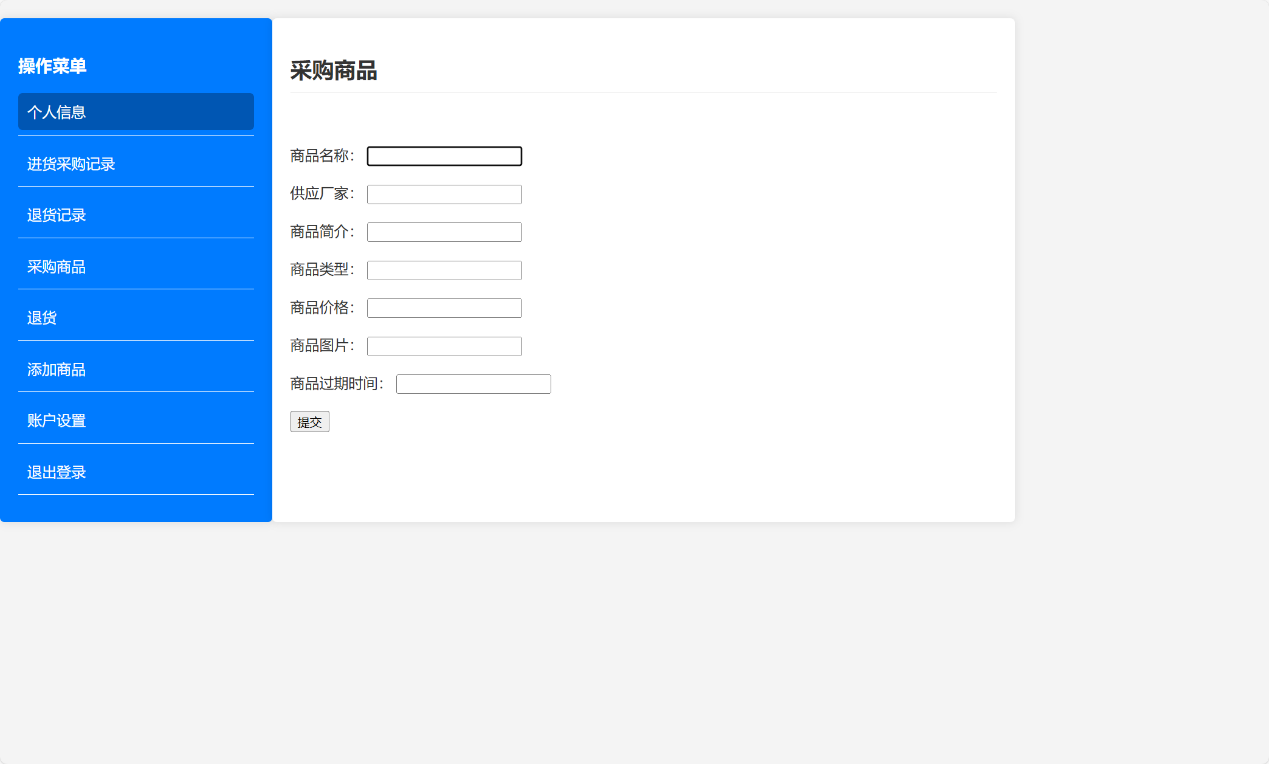 操作菜单
个人信息
进货采购记录
退货记录
采购商品
退货
添加商品
账户设置
退出登录
采购商品
商品名称：
供应厂家：
商品简介：
商品类型：
商品价格：
商品图片：
商品过期时间：
提交